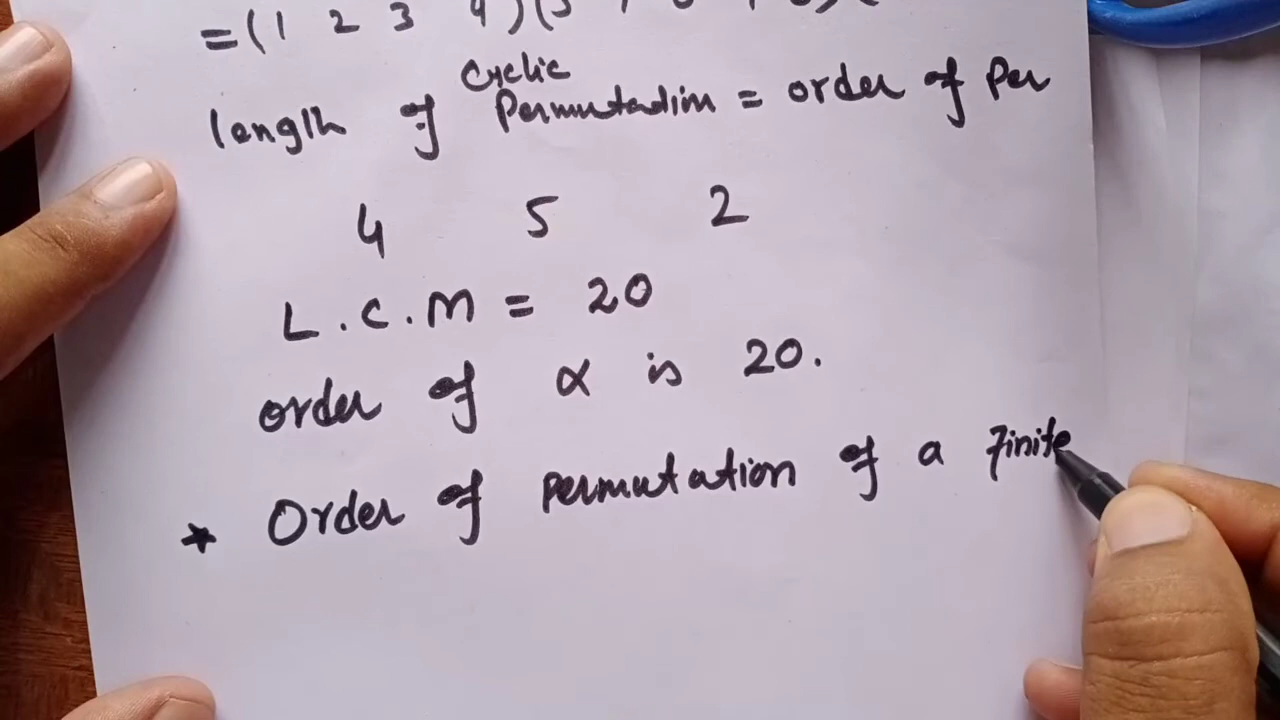 =(1 2 3 4)(5
length of cyclic Permutation = order of Per
4 5 2
L.C.M = 20
order of α is 20.
* Order of permutation of a finite